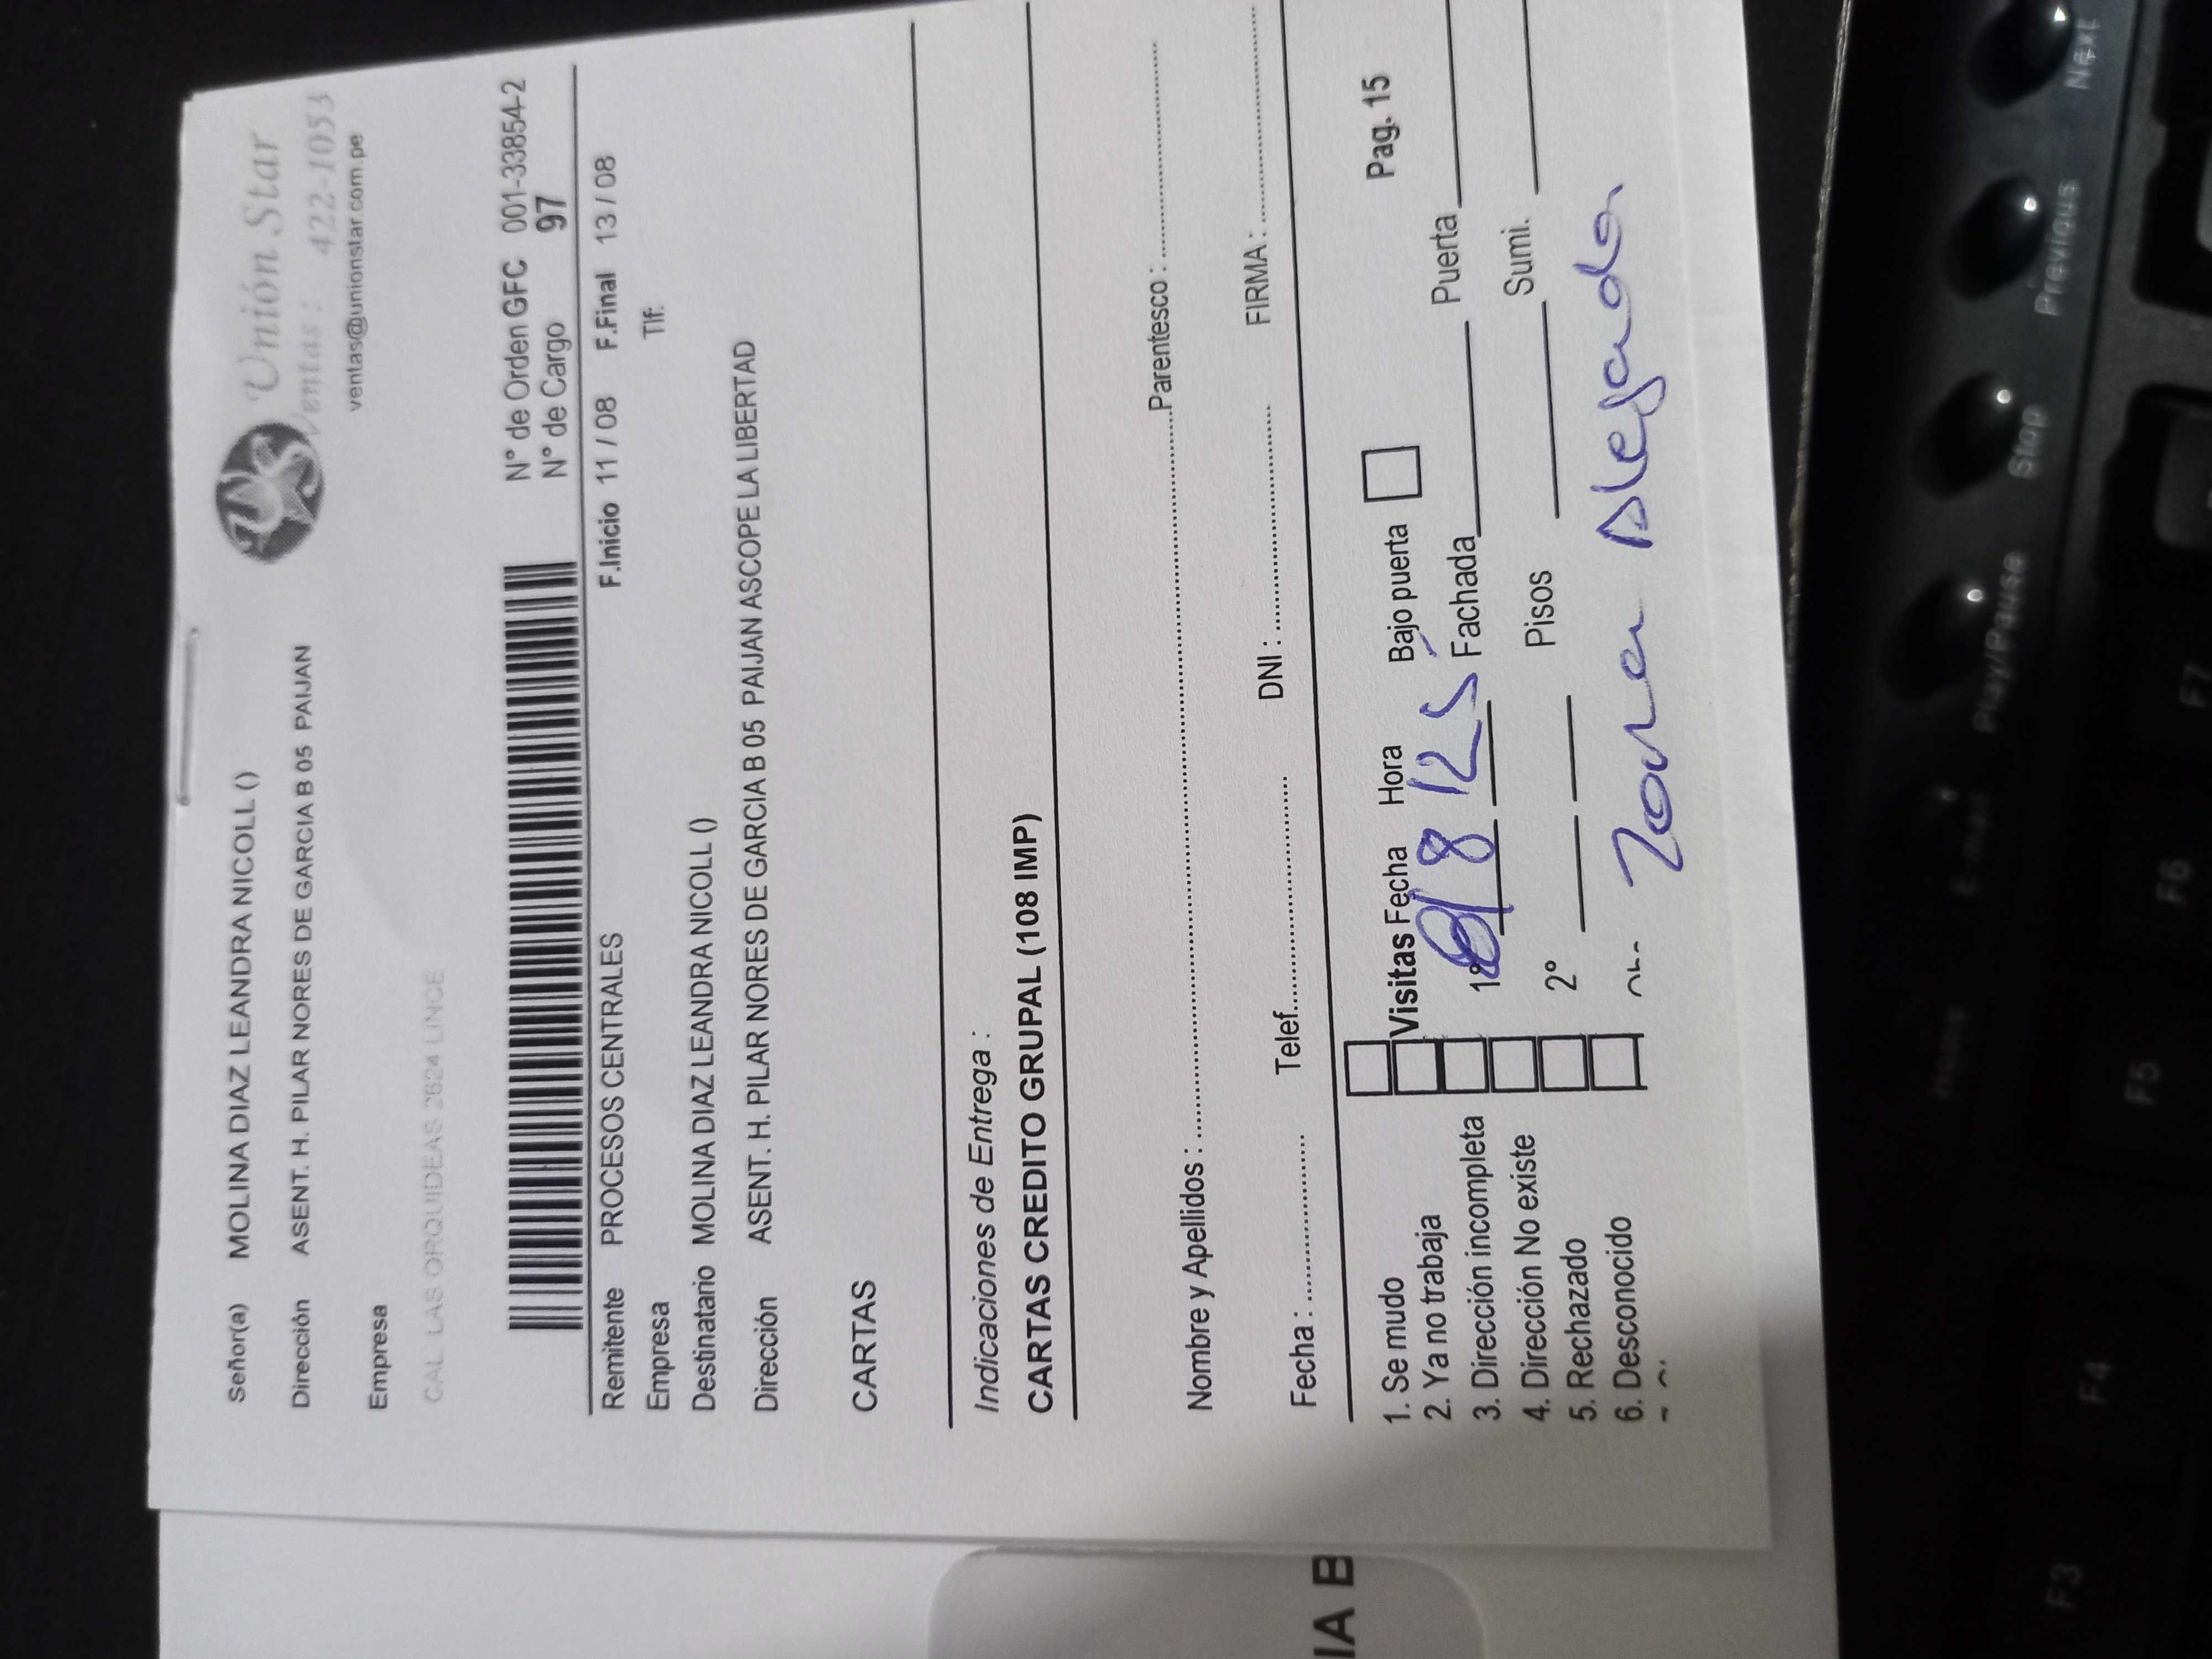 Unión Star
Ventas : 422-1053
ventas@unionstar.com.pe
Señor(a) MOLINA DIAZ LEANDRA NICOLL ()
Dirección ASENT. H. PILAR NORES DE GARCIA B 05 PAIJAN
Empresa
CAL LAS ORQUIDEAS 2624 LINCE
N° de Orden GFC 001-33854-2
N° de Cargo 97
Remitente PROCESOS CENTRALES F.Inicio 11 / 08 F.Final 13 / 08
Empresa Tlf.
Destinatario MOLINA DIAZ LEANDRA NICOLL ()
Dirección ASENT. H. PILAR NORES DE GARCIA B 05 PAIJAN ASCOPE LA LIBERTAD
CARTAS
Indicaciones de Entrega :
CARTAS CREDITO GRUPAL (108 IMP)
Nombre y Apellidos : Parentesco :
Fecha : Telef. DNI : FIRMA :
1. Se mudo Visitas Fecha Hora Bajo puerta Pag. 15
2. Ya no trabaja 1° 8 Fachada Puerta
3. Dirección incompleta
4. Dirección No existe 2° Pisos Sumi.
5. Rechazado
6. Desconocido Zona Alejada
IA B
Home E-mail Play/Pause Stop Previous Next
F3 F4 F5 F6 F7